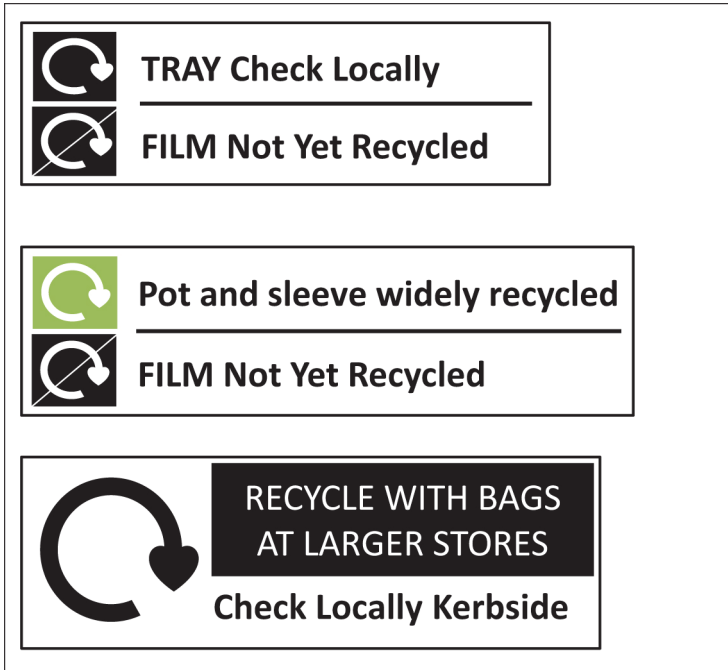 TRAY Check Locally
FILM Not Yet Recycled
Pot and sleeve widely recycled
FILM Not Yet Recycled
RECYCLE WITH BAGS
AT LARGER STORES
Check Locally Kerbside